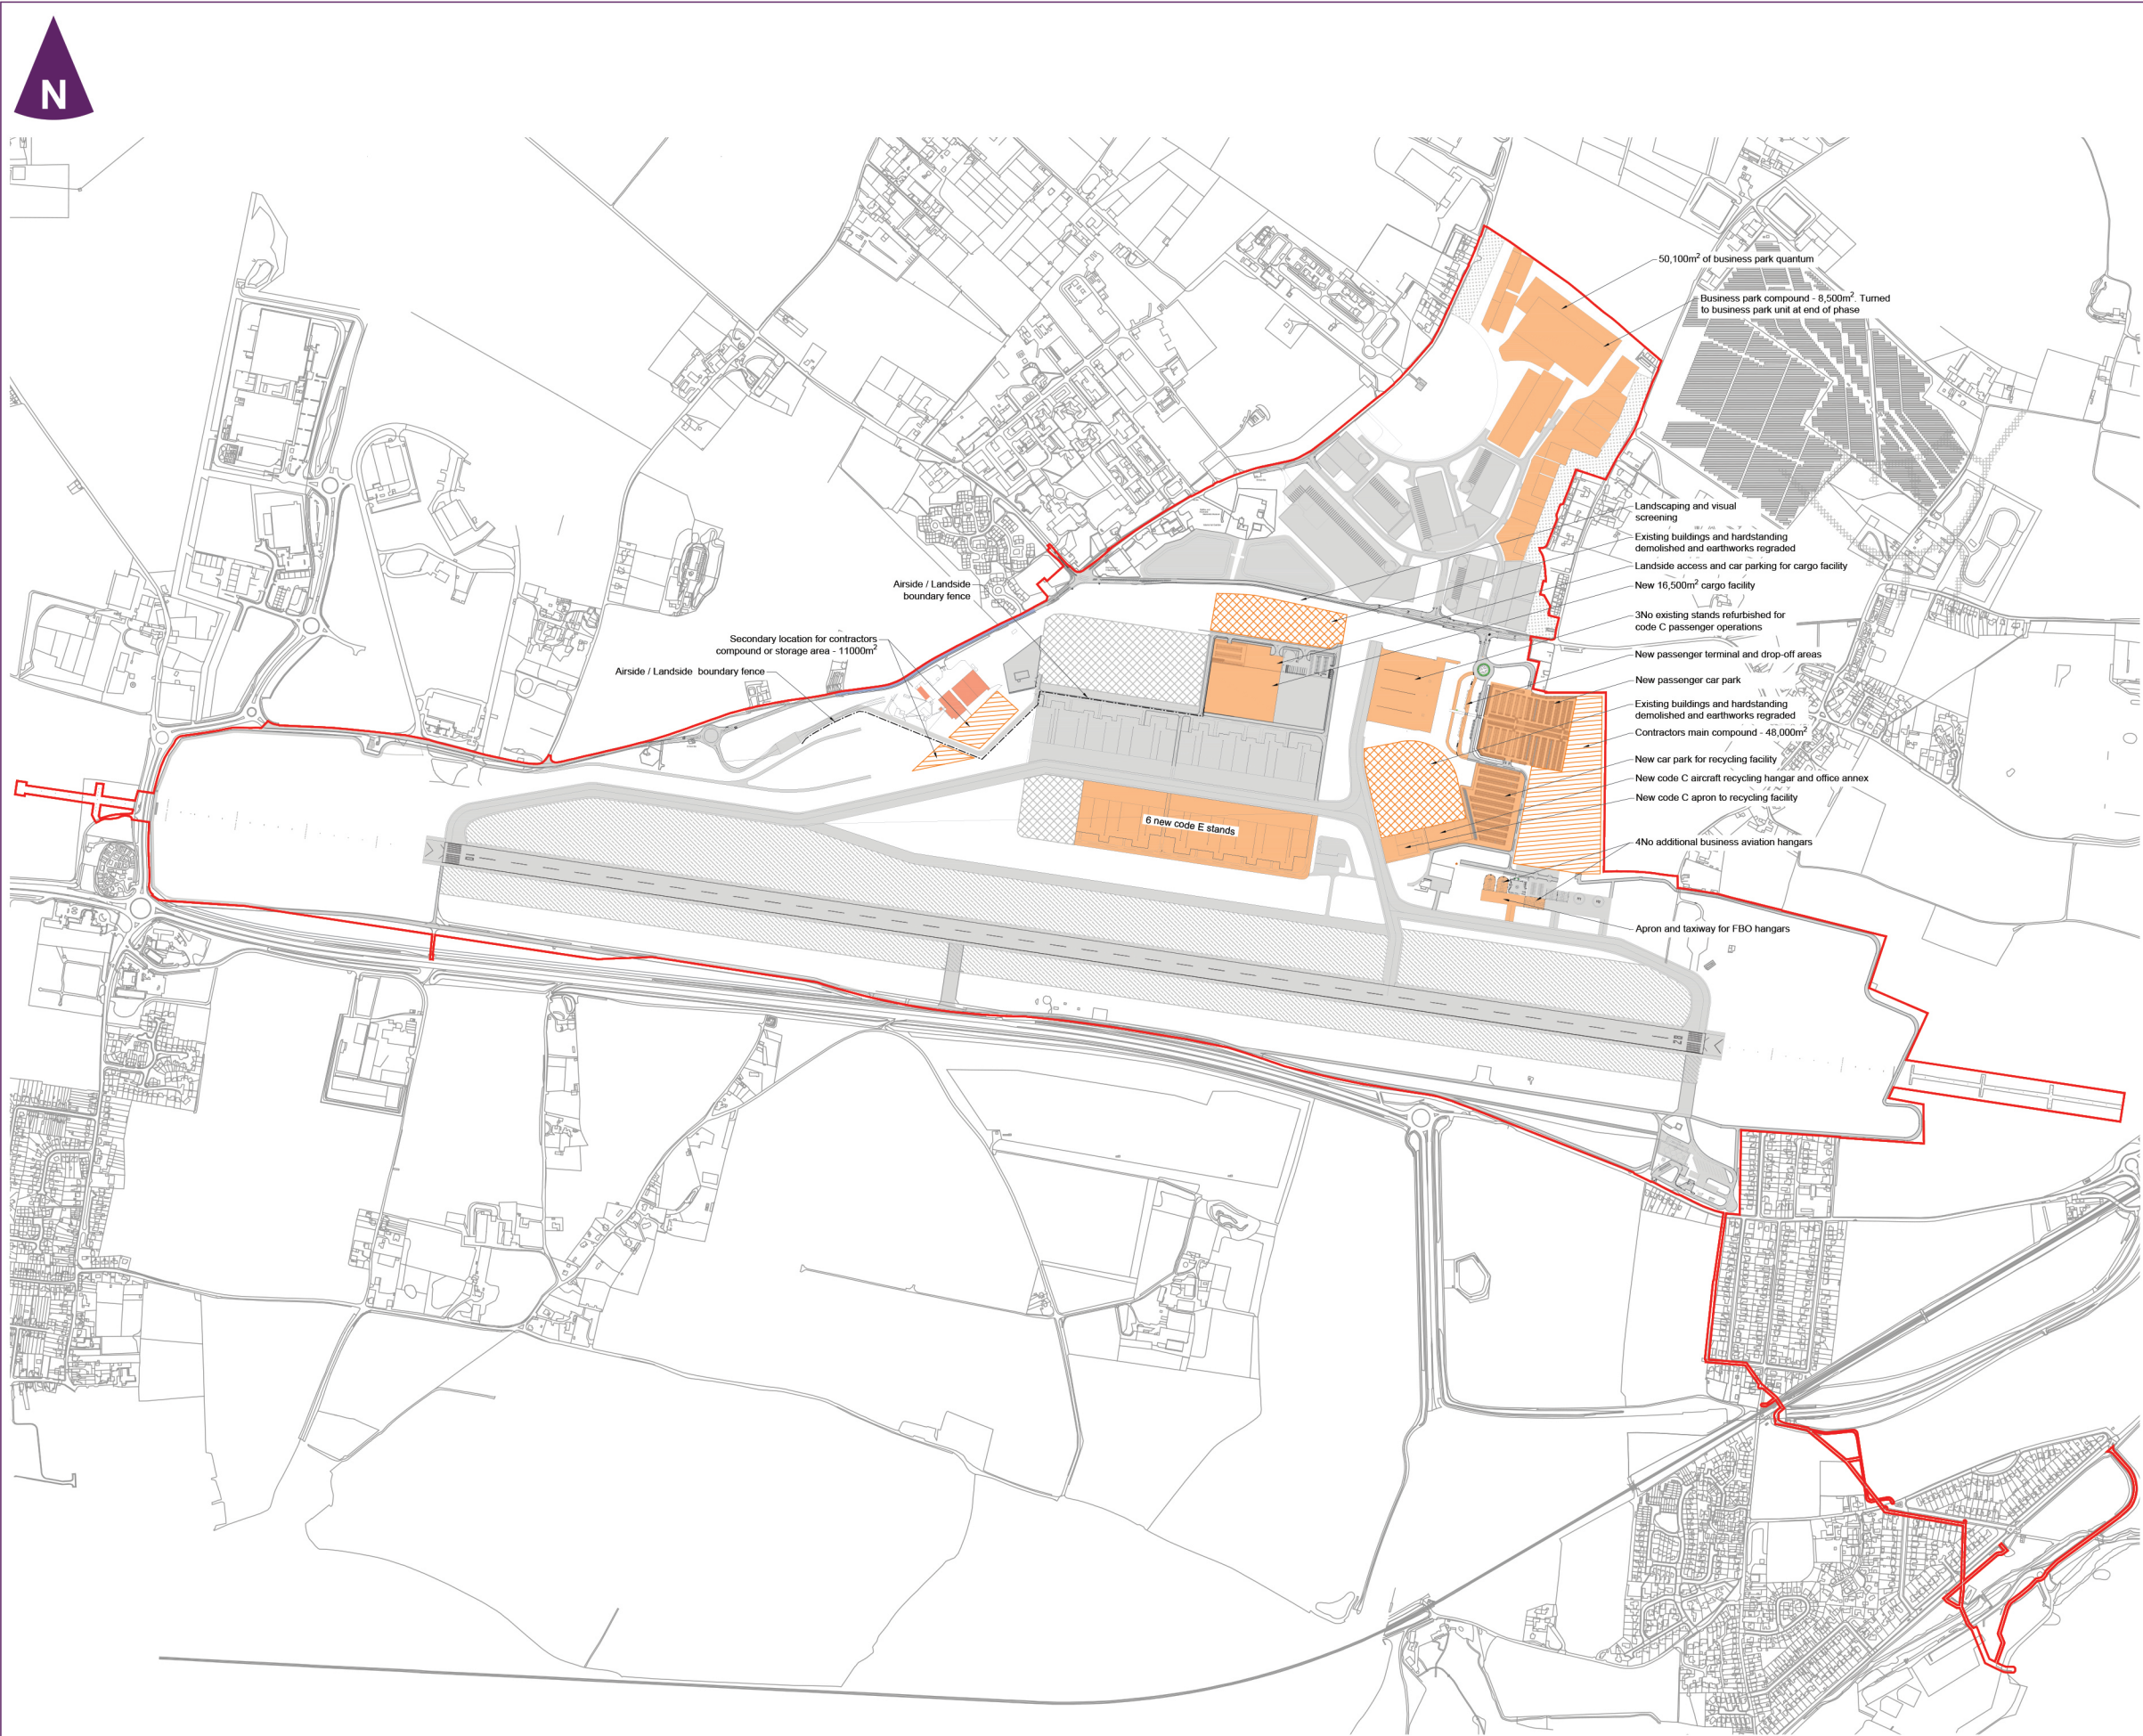 N
50,100m² of business park quantum
Business park compound - 8,500m². Turned
to business park unit at end of phase
Landscaping and visual
screening
Existing buildings and hardstanding
demolished and earthworks regraded
Landside access and car parking for cargo facility
New 16,500m² cargo facility
3No existing stands refurbished for
code C passenger operations
New passenger terminal and drop-off areas
New passenger car park
Existing buildings and hardstanding
demolished and earthworks regraded
Contractors main compound - 48,000m²
New car park for recycling facility
New code C aircraft recycling hangar and office annex
New code C apron to recycling facility
4No additional business aviation hangars
Apron and taxiway for FBO hangars
Airside / Landside
boundary fence
Secondary location for contractors
compound or storage area - 11000m²
Airside / Landside boundary fence
6 new code E stands
10
28